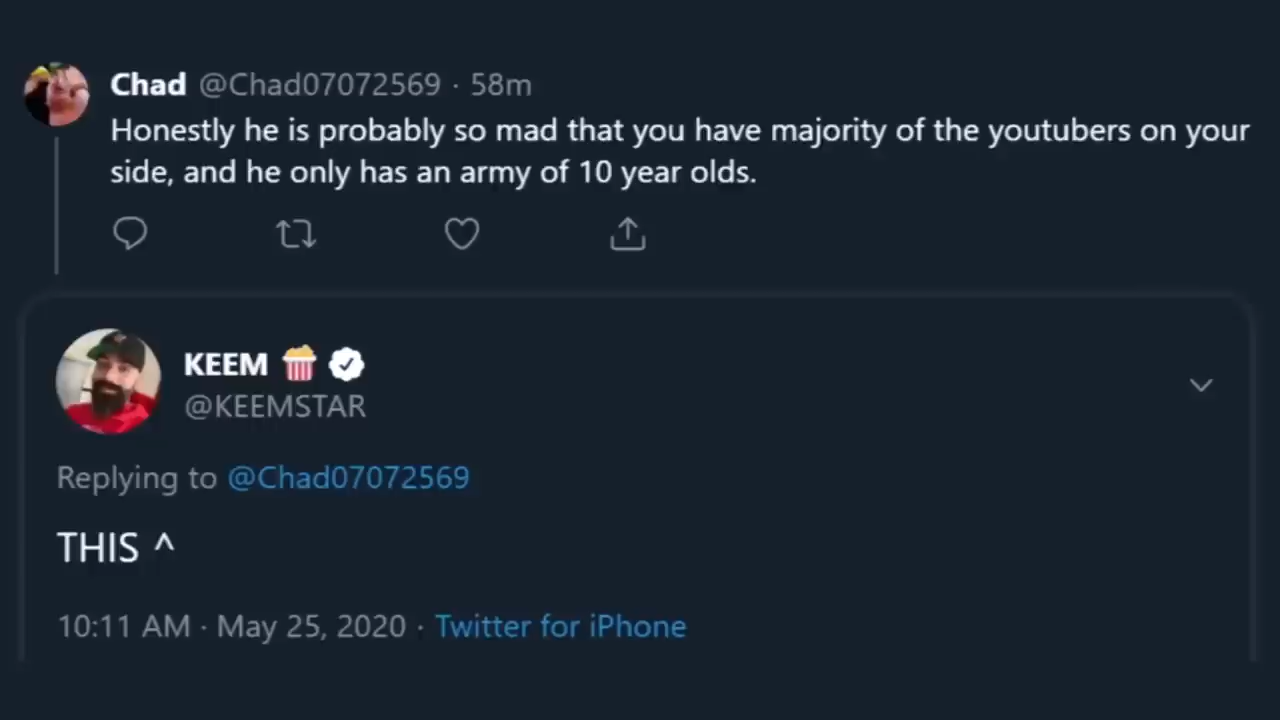 Chad @Chad07072569 · 58m
Honestly he is probably so mad that you have majority of the youtubers on your
side, and he only has an army of 10 year olds.
KEEM 🍿
@KEEMSTAR
Replying to @Chad07072569
THIS ^
10:11 AM · May 25, 2020 · Twitter for iPhone